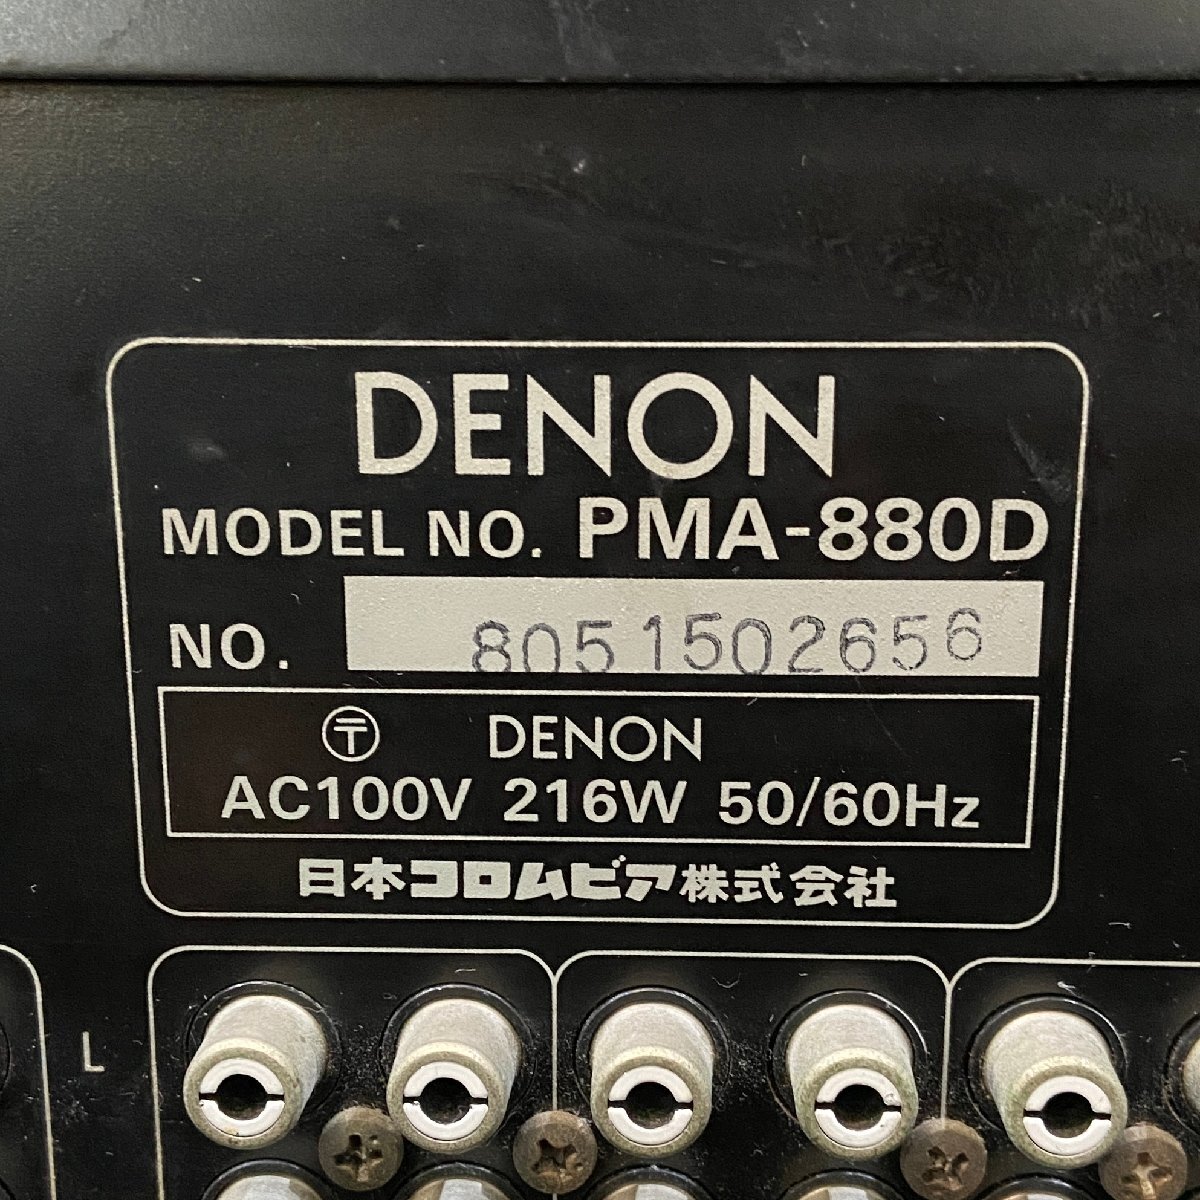 DENON
MODEL NO. PMA-880D
NO. 8051502656
〒 DENON
AC100V 216W 50/60Hz
日本コロムビア株式会社
L